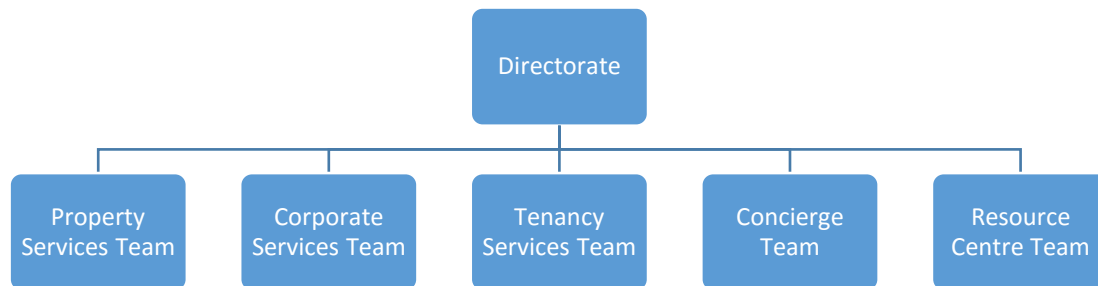 Directorate
Property
Services Team
Corporate
Services Team
Tenancy
Services Team
Concierge
Team
Resource
Centre Team